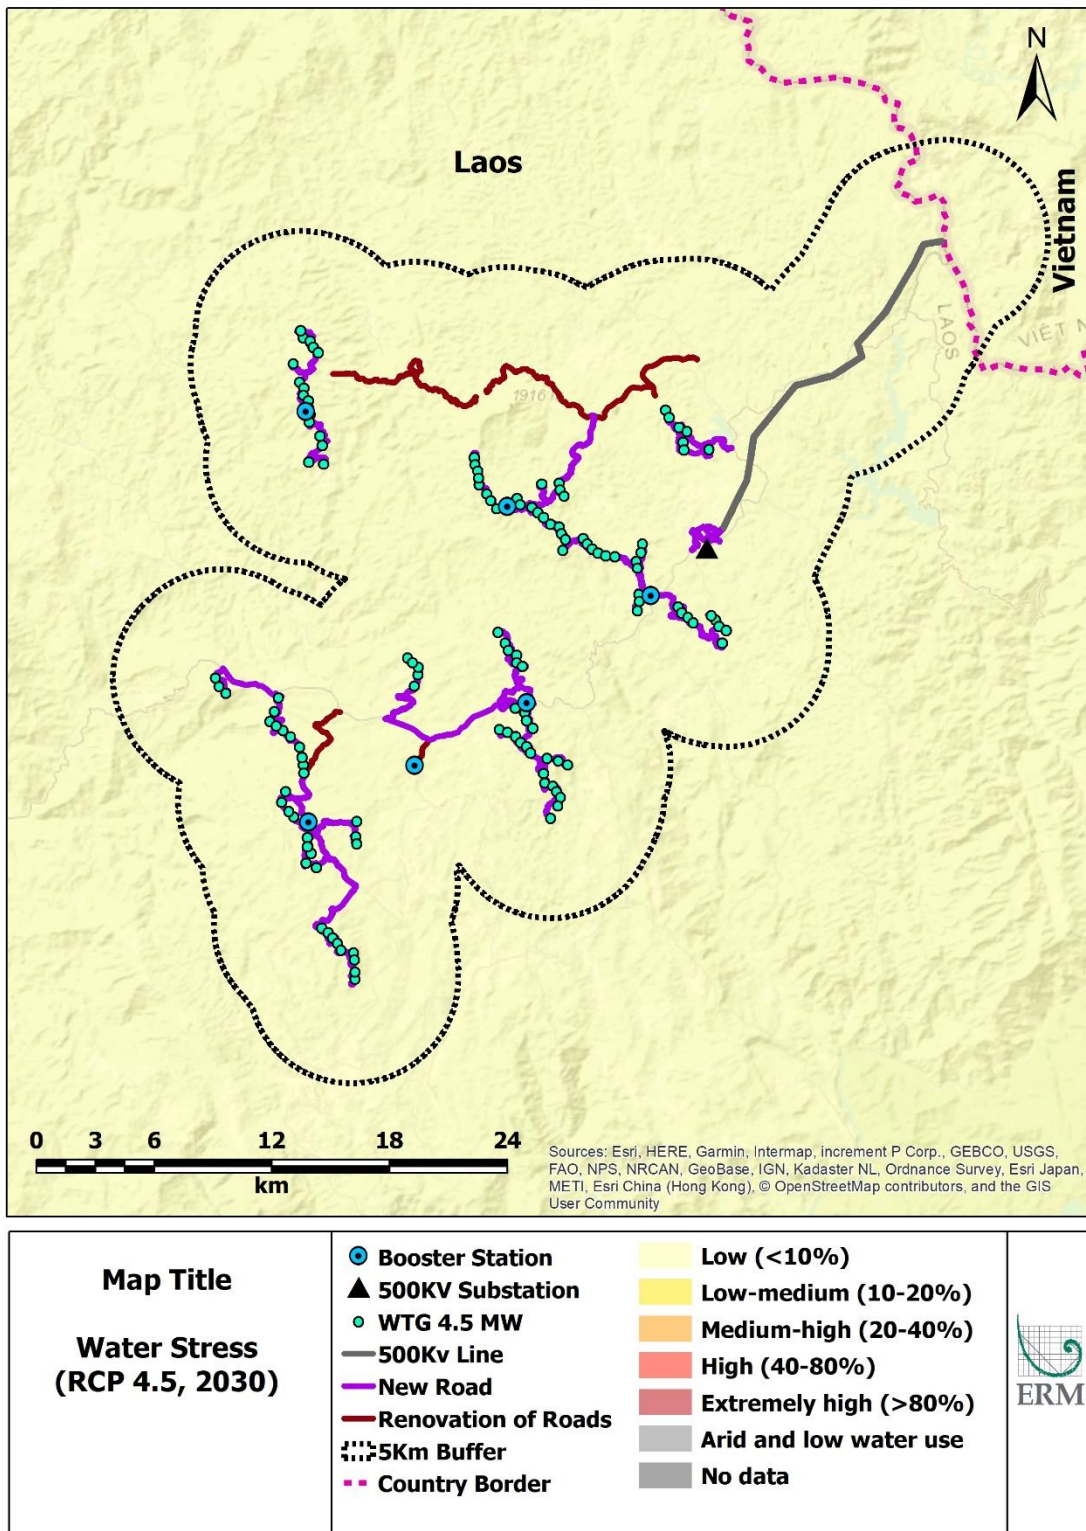 N
Laos
Vietnam
LAOS
VIỆT N
1916
0 3 6 12 18 24
km
Sources: Esri, HERE, Garmin, Intermap, increment P Corp., GEBCO, USGS,
FAO, NPS, NRCAN, GeoBase, IGN, Kadaster NL, Ordnance Survey, Esri Japan,
METI, Esri China (Hong Kong), © OpenStreetMap contributors, and the GIS
User Community
Map Title
Water Stress
(RCP 4.5, 2030)
Booster Station
500KV Substation
WTG 4.5 MW
500Kv Line
New Road
Renovation of Roads
5Km Buffer
Country Border
Low (<10%)
Low-medium (10-20%)
Medium-high (20-40%)
High (40-80%)
Extremely high (>80%)
Arid and low water use
No data
ERM